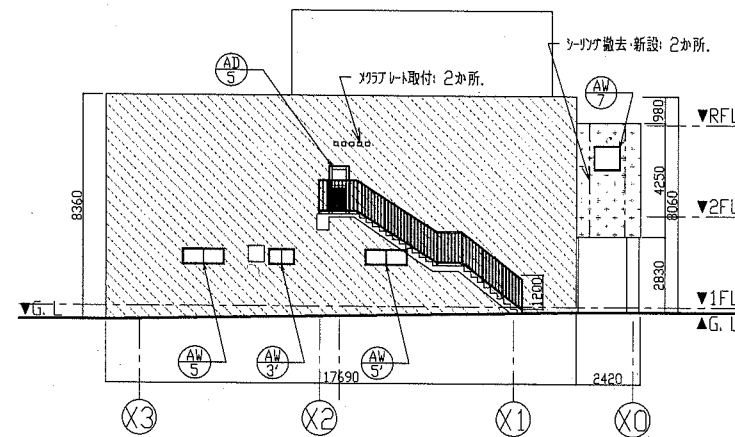 シーリング撤去・新設: 2か所.
AD
5
メクラプレート取付: 2か所.
AW
7
980
▼RFL
8360
4250
8060
▼2FL
2830
1200
▼G.L
▼1FL
▲G.L
AW
5
AW
3'
AW
5'
17690
2420
X3
X2
X1
X0